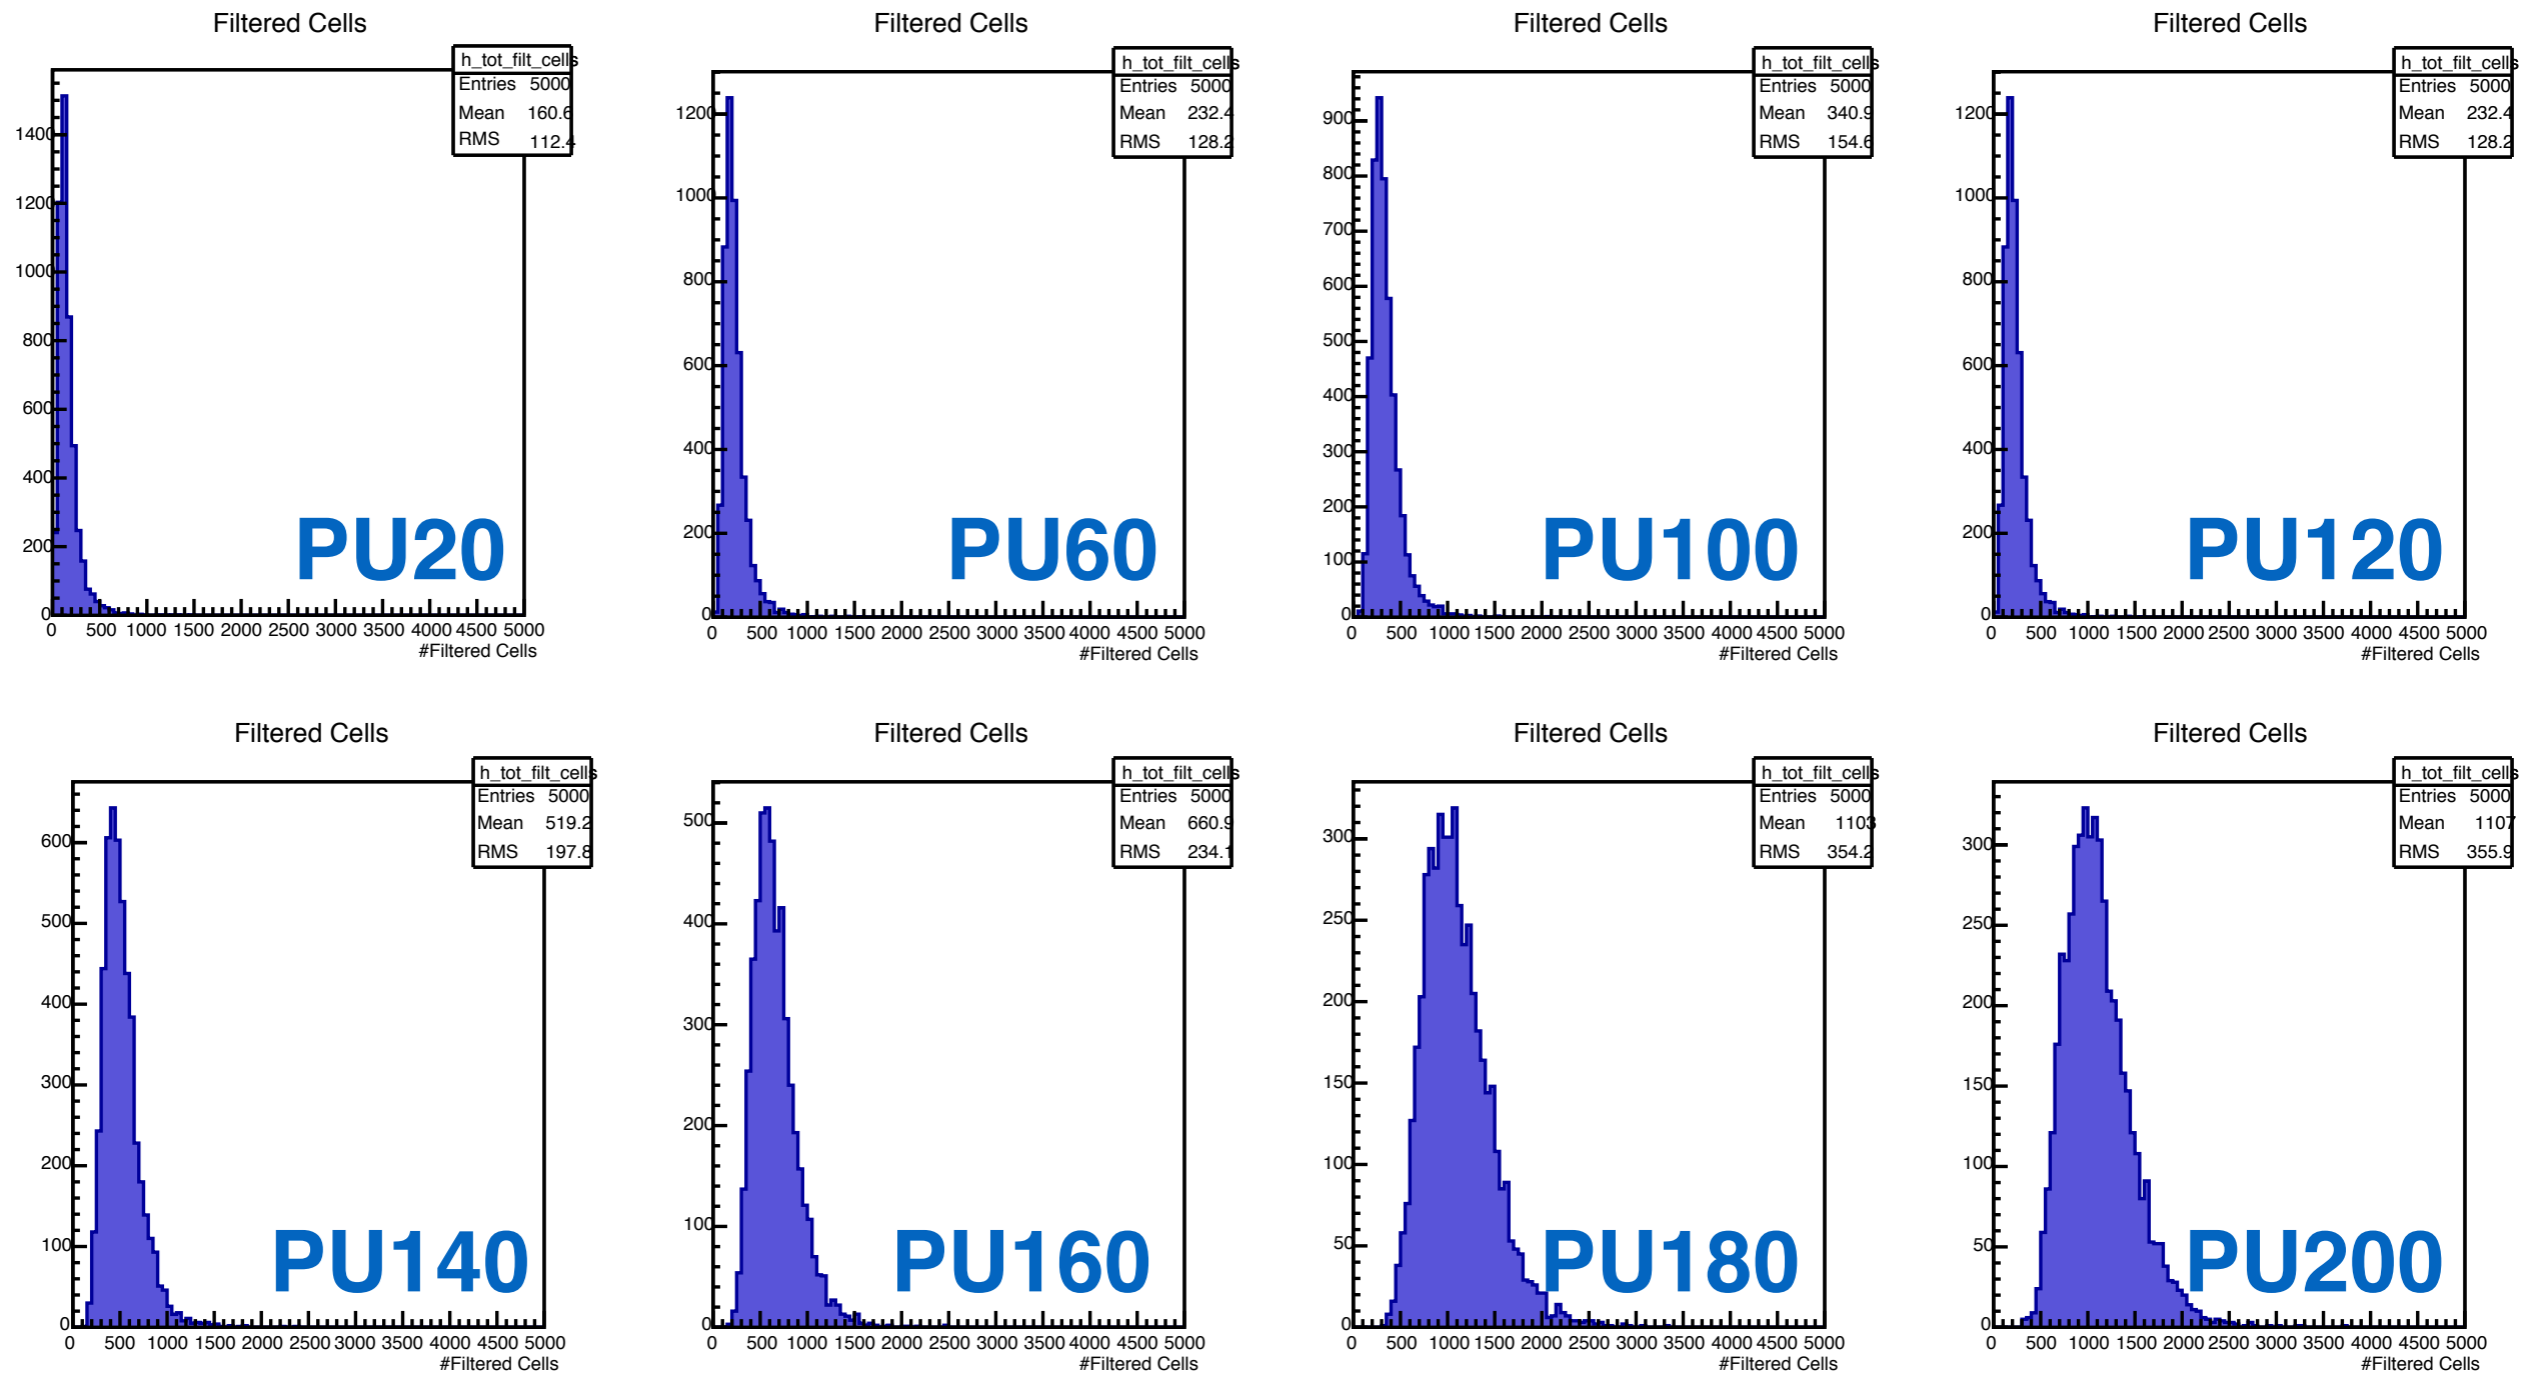 Filtered Cells
h_tot_filt_cells
Entries 5000
Mean 160.6
RMS 112.4
1400
1200
1000
800
600
400
200
0
PU20
0 500 1000 1500 2000 2500 3000 3500 4000 4500 5000
#Filtered Cells
Filtered Cells
h_tot_filt_cells
Entries 5000
Mean 232.4
RMS 128.2
1200
1000
800
600
400
200
0
PU60
0 500 1000 1500 2000 2500 3000 3500 4000 4500 5000
#Filtered Cells
Filtered Cells
h_tot_filt_cells
Entries 5000
Mean 340.9
RMS 154.6
900
800
700
600
500
400
300
200
100
0
PU100
0 500 1000 1500 2000 2500 3000 3500 4000 4500 5000
#Filtered Cells
Filtered Cells
h_tot_filt_cells
Entries 5000
Mean 232.4
RMS 128.2
1200
1000
800
600
400
200
0
PU120
0 500 1000 1500 2000 2500 3000 3500 4000 4500 5000
#Filtered Cells
Filtered Cells
h_tot_filt_cells
Entries 5000
Mean 519.2
RMS 197.8
600
500
400
300
200
100
0
PU140
0 500 1000 1500 2000 2500 3000 3500 4000 4500 5000
#Filtered Cells
Filtered Cells
h_tot_filt_cells
Entries 5000
Mean 660.9
RMS 234.1
500
400
300
200
100
0
PU160
0 500 1000 1500 2000 2500 3000 3500 4000 4500 5000
#Filtered Cells
Filtered Cells
h_tot_filt_cells
Entries 5000
Mean 1103
RMS 354.2
300
250
200
150
100
50
0
PU180
0 500 1000 1500 2000 2500 3000 3500 4000 4500 5000
#Filtered Cells
Filtered Cells
h_tot_filt_cells
Entries 5000
Mean 1107
RMS 355.9
300
250
200
150
100
50
0
PU200
0 500 1000 1500 2000 2500 3000 3500 4000 4500 5000
#Filtered Cells